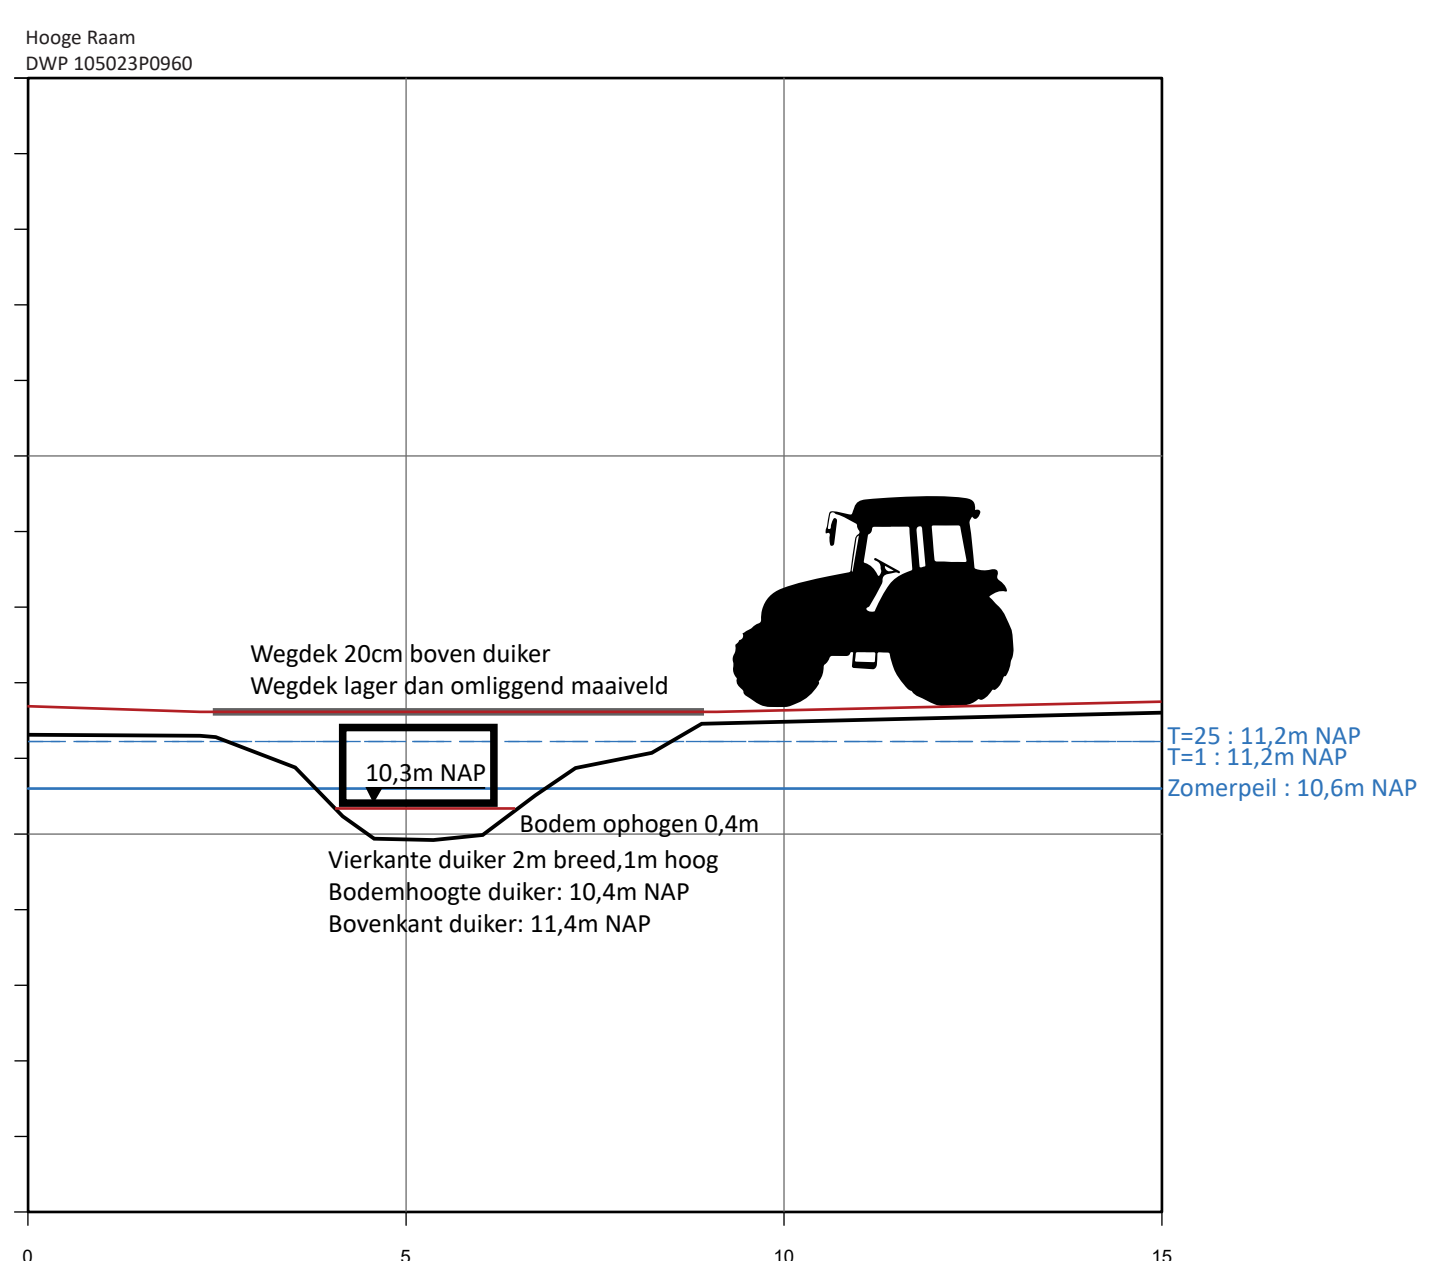 Hooge Raam
DWP 105023P0960
Wegdek 20cm boven duiker
Wegdek lager dan omliggend maaiveld
T=25 : 11,2m NAP
T=1 : 11,2m NAP
10,3m NAP
Zomerpeil : 10,6m NAP
Bodem ophogen 0,4m
Vierkante duiker 2m breed,1m hoog
Bodemhoogte duiker: 10,4m NAP
Bovenkant duiker: 11,4m NAP
0 5 10 15